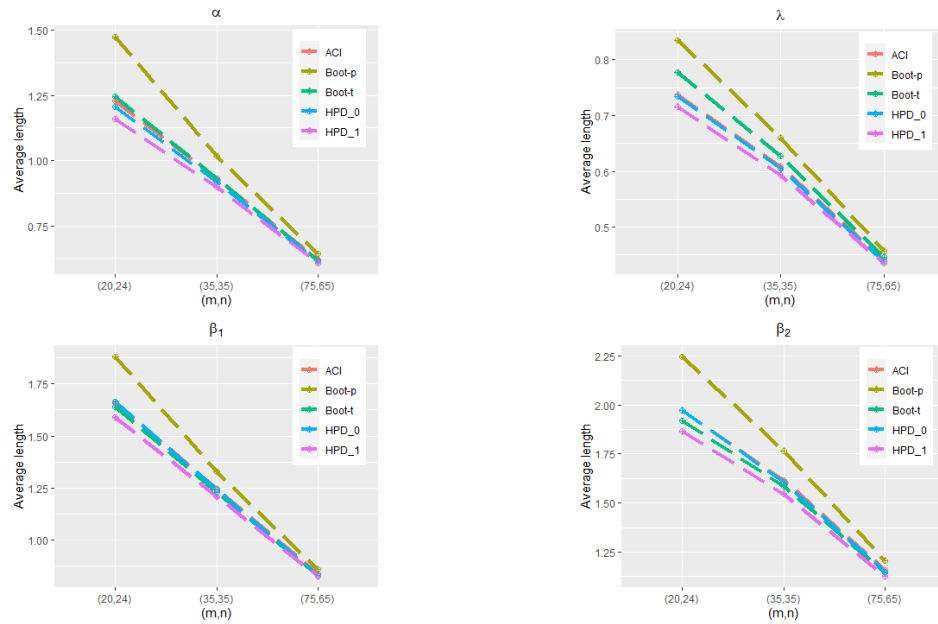 α
Average length
1.50
1.25
1.00
0.75
ACI
Boot-p
Boot-t
HPD_0
HPD_1
(20,24)
(35,35)
(75,65)
(m,n)
λ
Average length
0.8
0.7
0.6
0.5
ACI
Boot-p
Boot-t
HPD_0
HPD_1
(20,24)
(35,35)
(75,65)
(m,n)
β1
Average length
1.75
1.50
1.25
1.00
ACI
Boot-p
Boot-t
HPD_0
HPD_1
(20,24)
(35,35)
(75,65)
(m,n)
β2
Average length
2.25
2.00
1.75
1.50
1.25
ACI
Boot-p
Boot-t
HPD_0
HPD_1
(20,24)
(35,35)
(75,65)
(m,n)